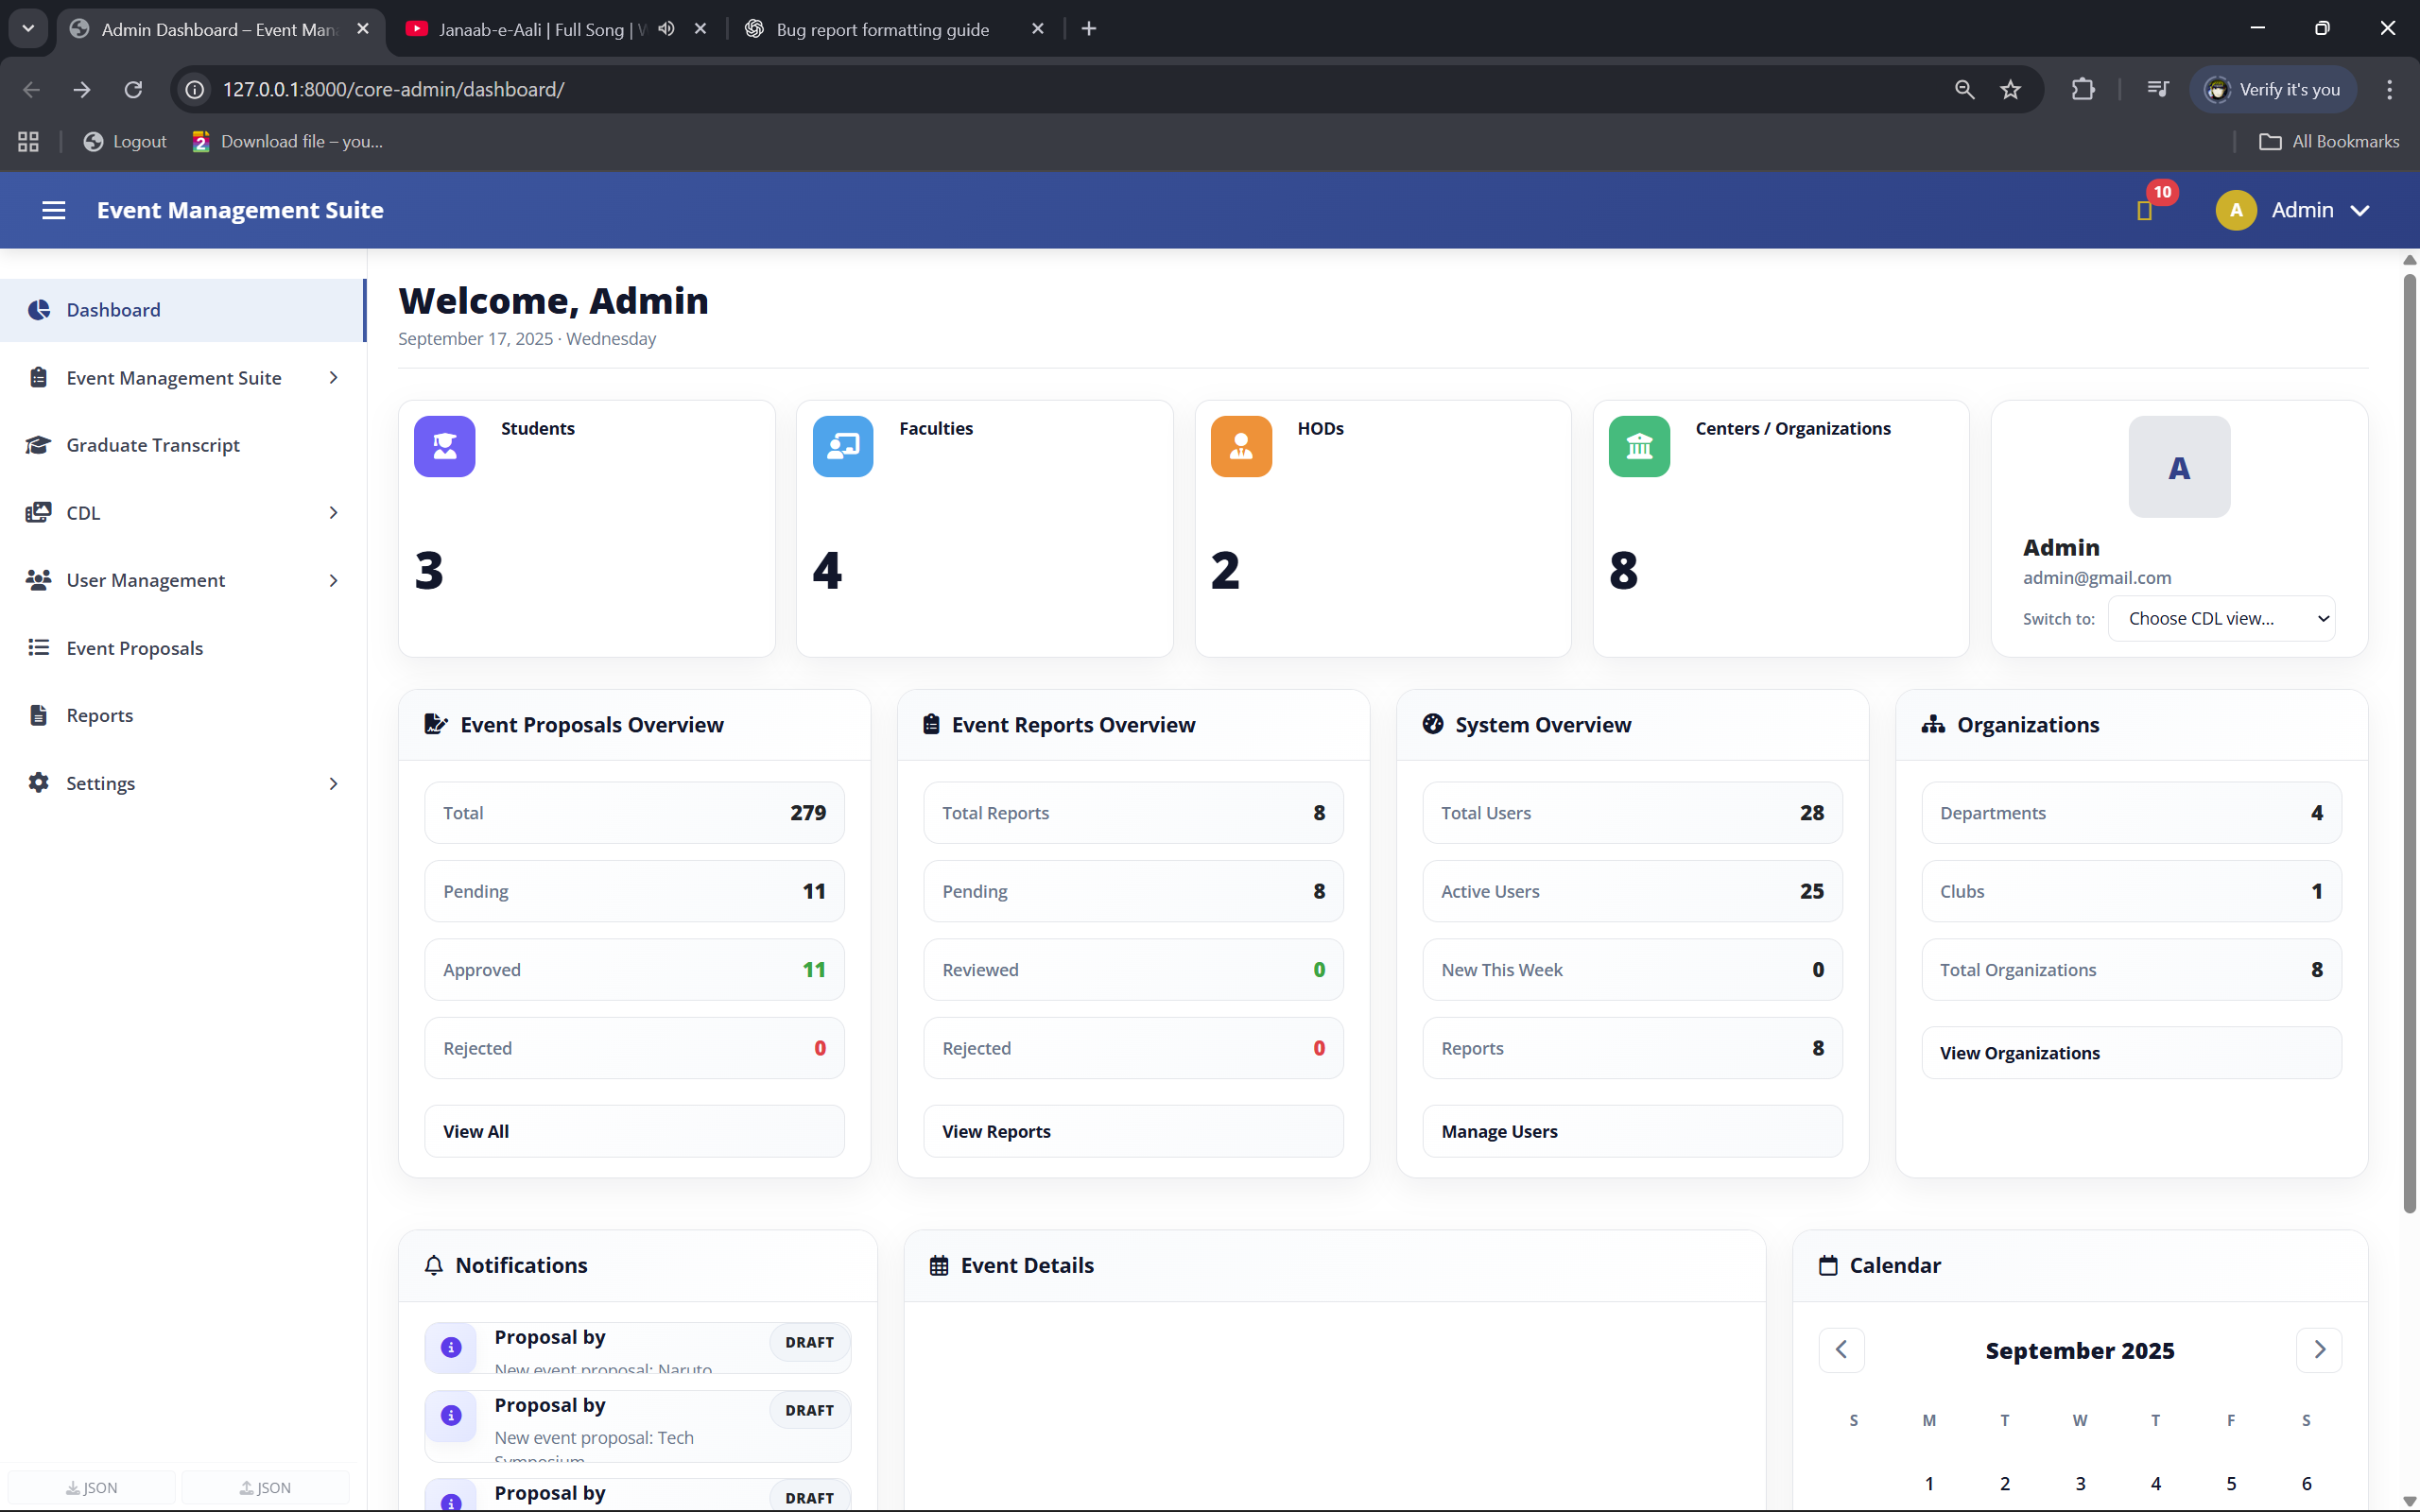 Admin Dashboard – Event Man
Janaab-e-Aali | Full Song |
Bug report formatting guide
127.0.0.1:8000/core-admin/dashboard/
Verify it's you
Logout
Download file – you...
All Bookmarks
Event Management Suite
10
A
Admin
Dashboard
Event Management Suite
Graduate Transcript
CDL
User Management
Event Proposals
Reports
Settings
JSON
JSON
Welcome, Admin
September 17, 2025 · Wednesday
Students
3
Faculties
4
HODs
2
Centers / Organizations
8
A
Admin
admin@gmail.com
Switch to: Choose CDL view...
Event Proposals Overview
Total 279
Pending 11
Approved 11
Rejected 0
View All
Event Reports Overview
Total Reports 8
Pending 8
Reviewed 0
Rejected 0
View Reports
System Overview
Total Users 28
Active Users 25
New This Week 0
Reports 8
Manage Users
Organizations
Departments 4
Clubs 1
Total Organizations 8
View Organizations
Notifications
Proposal by DRAFT
New event proposal: Naruto
Proposal by DRAFT
New event proposal: Tech
Symposium
Proposal by DRAFT
Event Details
Calendar
September 2025
S M T W T F S
1 2 3 4 5 6